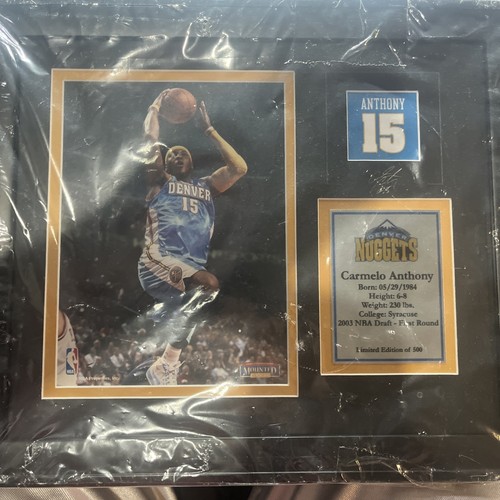 DENVER
15
MOUNTED
ANTHONY
15
DENVER
NUGGETS
Carmelo Anthony
Born: 05/29/1984
Height: 6-8
Weight: 230 lbs.
College: Syracuse
2003 NBA Draft - First Round
Limited Edition of 500